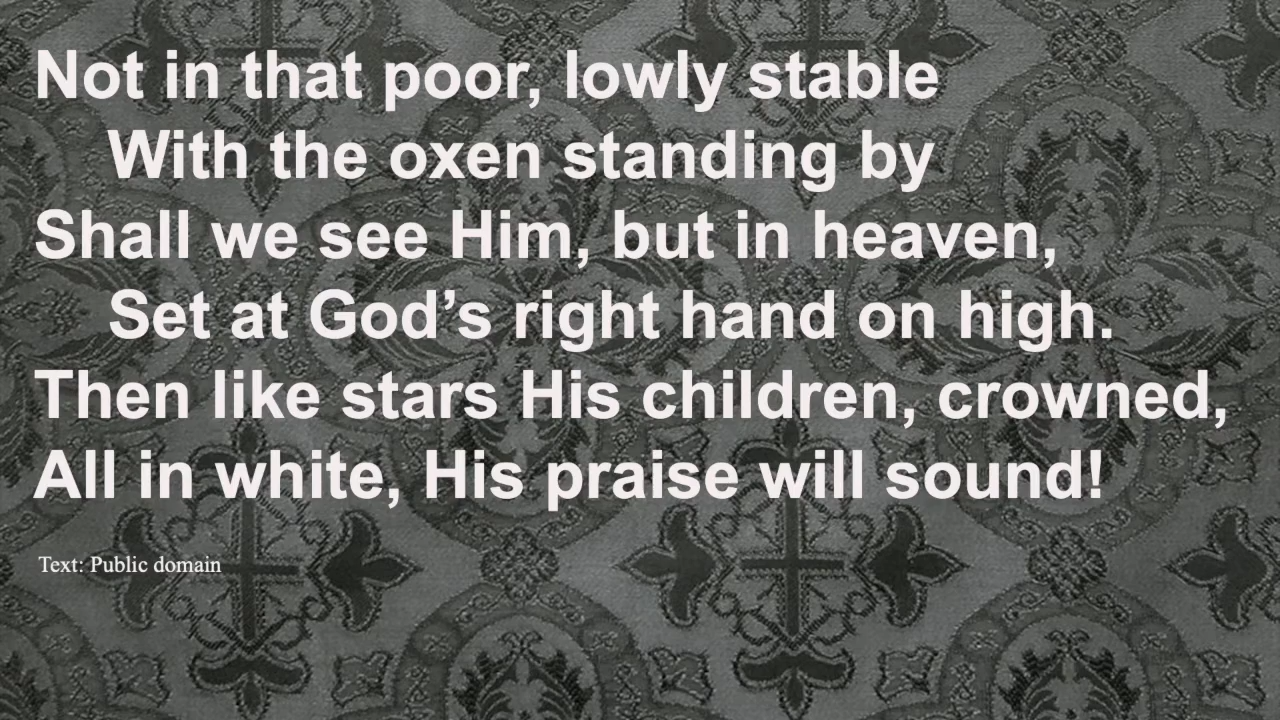 Not in that poor, lowly stable
With the oxen standing by
Shall we see Him, but in heaven,
Set at God’s right hand on high.
Then like stars His children, crowned,
All in white, His praise will sound!
Text: Public domain